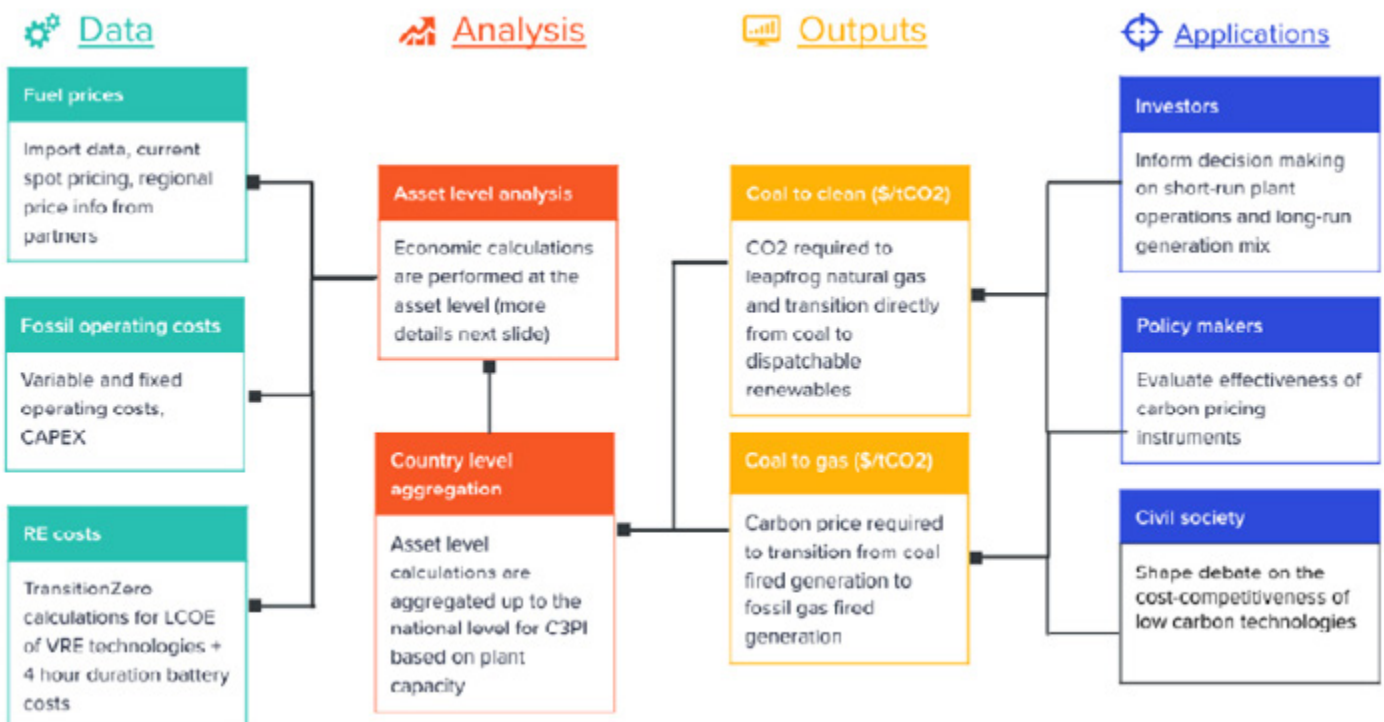 Data
Analysis
Outputs
Applications
Fuel prices
Import data, current
spot pricing, regional
price info from
partners
Fossil operating costs
Variable and fixed
operating costs,
CAPEX
RE costs
TransitionZero
calculations for LCOE
of VRE technologies +
4 hour duration battery
costs
Asset level analysis
Economic calculations
are performed at the
asset level (more
details next slide)
Country level
aggregation
Asset level
calculations are
aggregated up to the
national level for C3PI
based on plant
capacity
Coal to clean ($/tCO2)
CO2 required to
leapfrog natural gas
and transition directly
from coal to
dispatchable
renewables
Coal to gas ($/tCO2)
Carbon price required
to transition from coal
fired generation to
fossil gas fired
generation
Investors
Inform decision making
on short-run plant
operations and long-run
generation mix
Policy makers
Evaluate effectiveness of
carbon pricing
instruments
Civil society
Shape debate on the
cost-competitiveness of
low carbon technologies